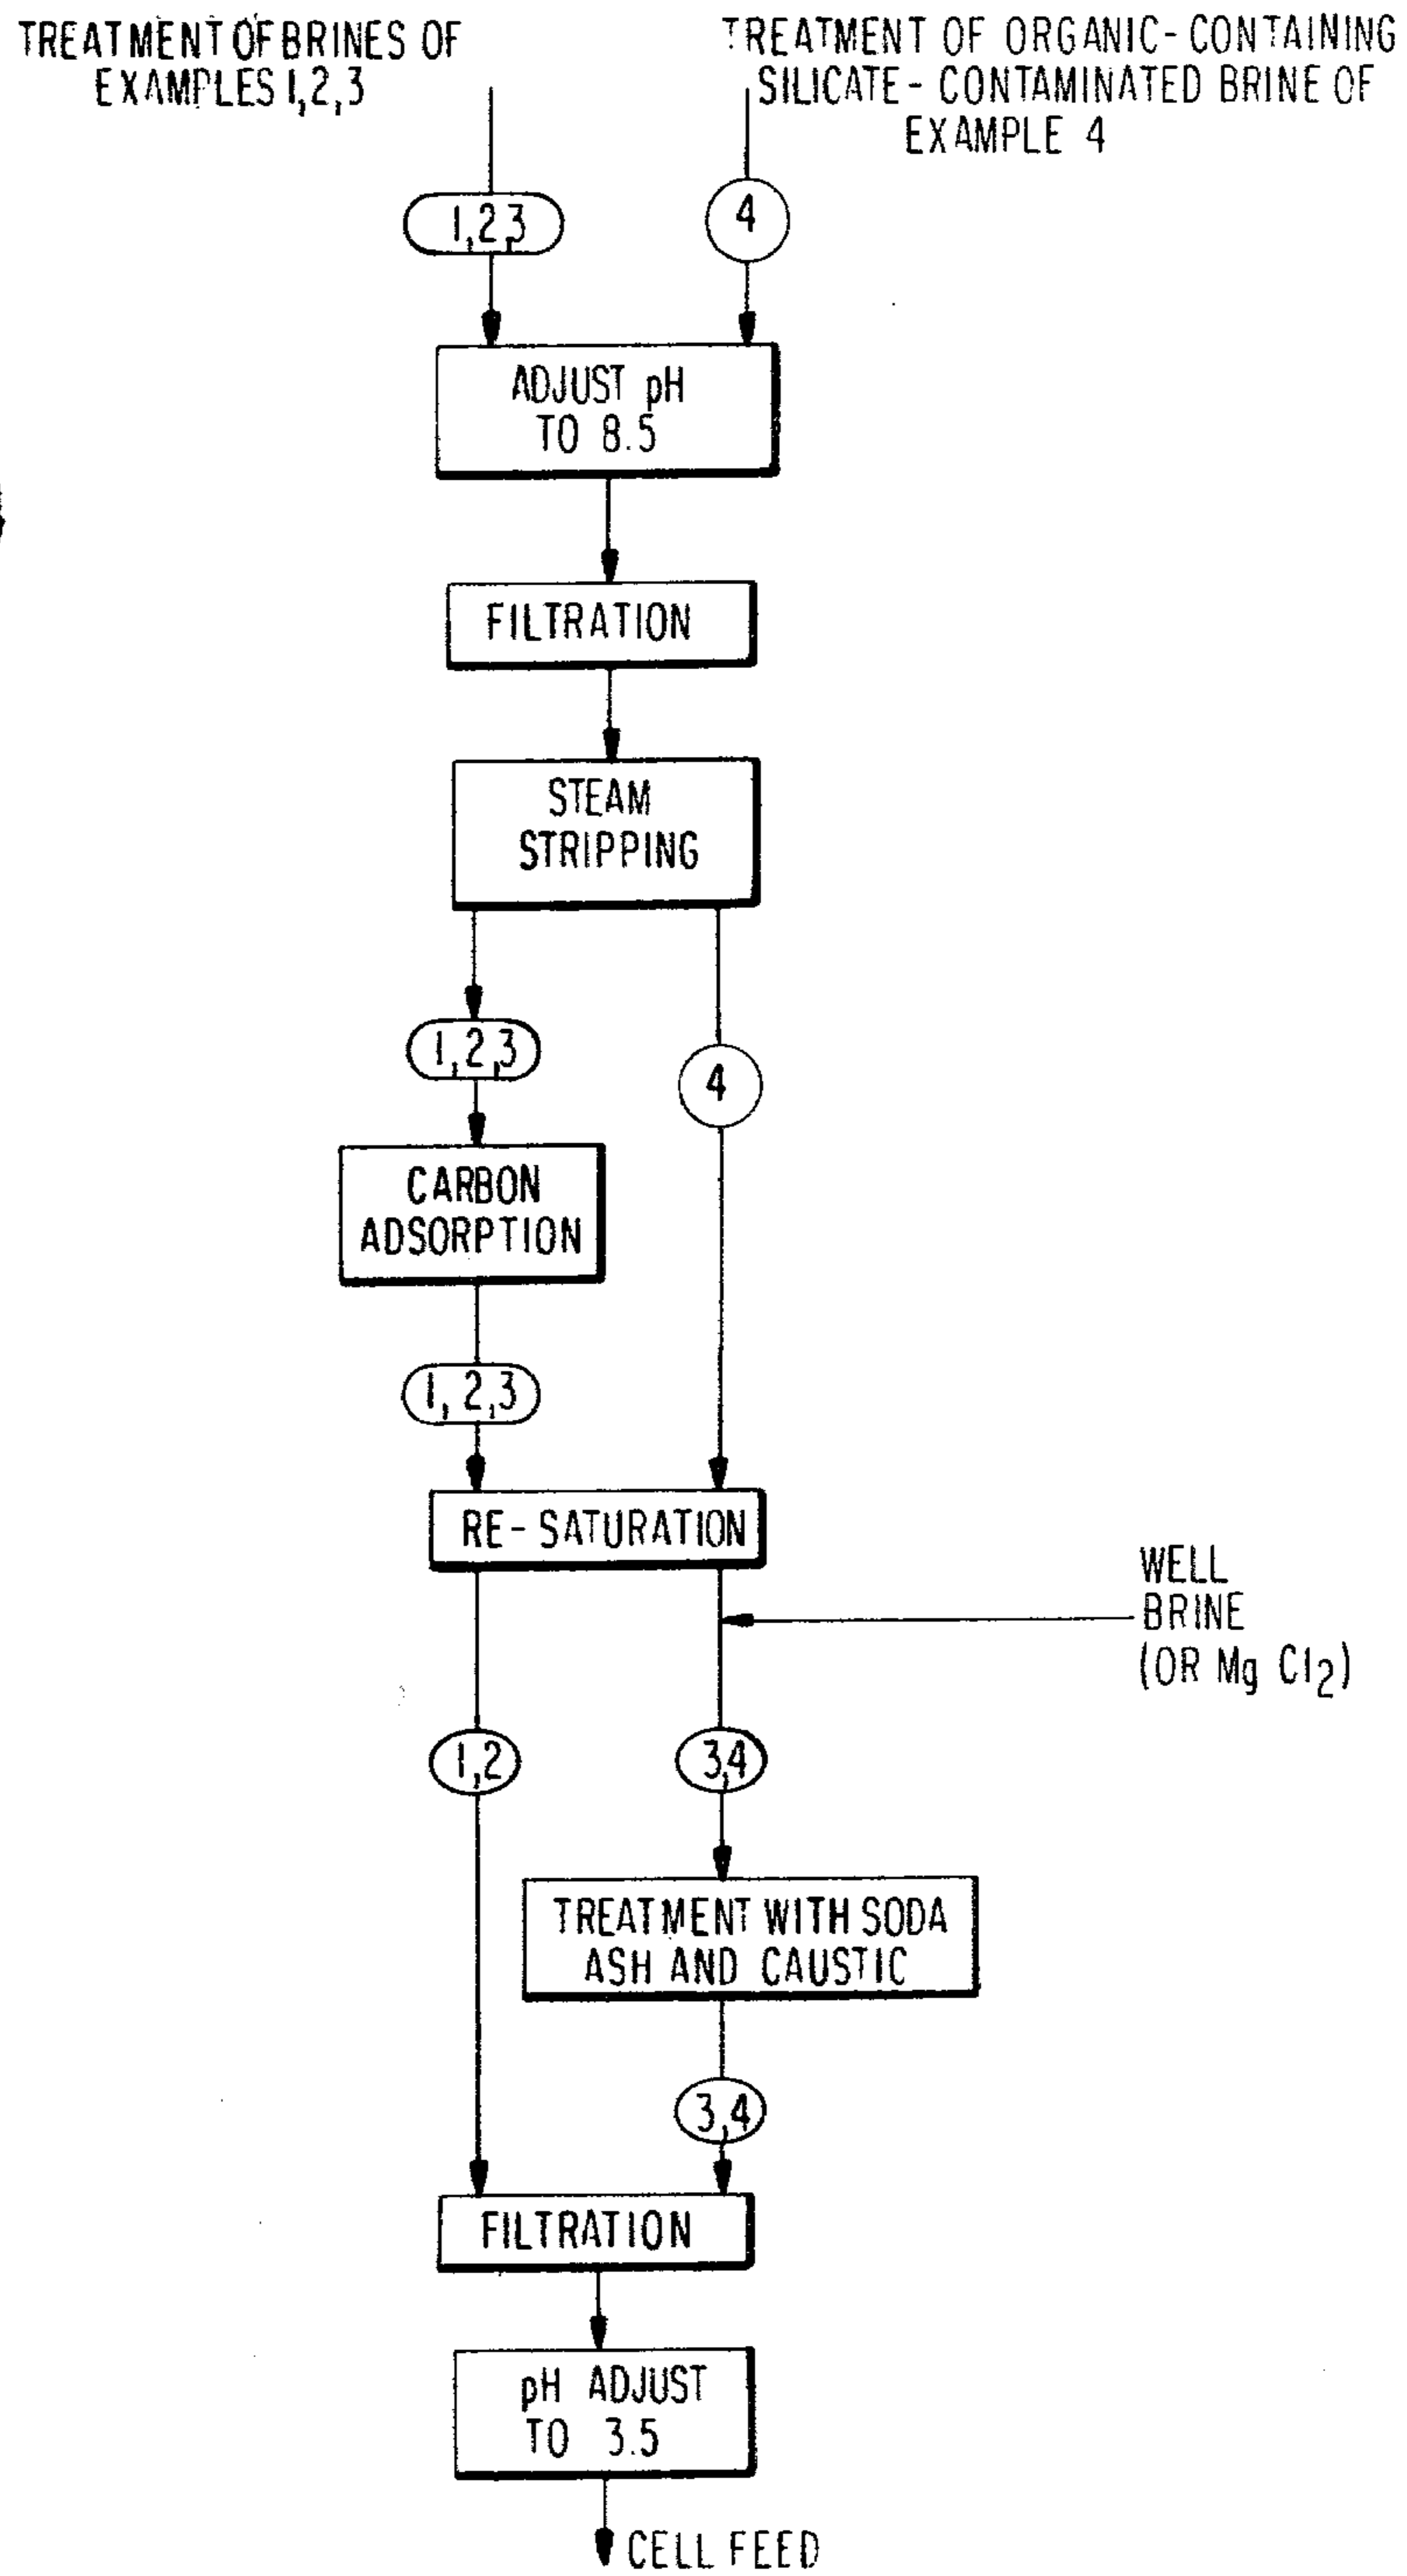 TREATMENT OF BRINES OF
EXAMPLES 1,2,3
TREATMENT OF ORGANIC-CONTAINING
SILICATE-CONTAMINATED BRINE OF
EXAMPLE 4
1,2,3
4
ADJUST pH
TO 8.5
FILTRATION
STEAM
STRIPPING
1,2,3
4
CARBON
ADSORPTION
1,2,3
RE-SATURATION
WELL
BRINE
(OR Mg Cl2)
1,2
3,4
TREATMENT WITH SODA
ASH AND CAUSTIC
3,4
FILTRATION
pH ADJUST
TO 3.5
CELL FEED